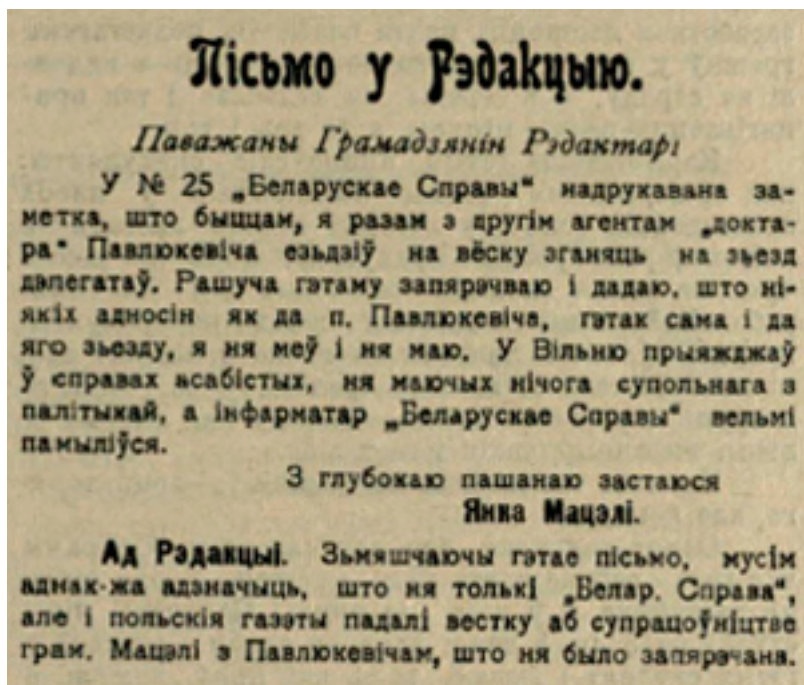 Пісьмо у Рэдакцыю.
Паважаны Грамадзянін Рэдактар!
У № 25 „Беларускае Справы“ надрукавана за-
метка, што быццам, я разам з другім агентам „докта-
ра“ Павлюкевіча езьдзіў на вёску зганяць на зьезд
дэлегатаў. Рашуча гэтаму запярэчваю і дадаю, што ні-
якіх адносін як да п. Павлюкевіча, гэтак сама і да
яго зьезду, я ня меў і ня маю. У Вільню прыяжджаў
ў справах асабістых, ня маючых нічога супольнага з
палітыкай, а інфарматар „Беларускае Справы“ вельмі
памыліўся.
З глубокаю пашанаю застаюся
Янка Мацэлі.
Ад Рэдакцыі. Зьмяшчаючы гэтае пісьмо, мусім
аднак-жа адзначыць, што ня толькі „Белар. Справа“,
але і польскія газэты падалі вестку аб супрацоўніцтве
грам. Мацэлі з Павлюкевічам, што ня было запярэчана.